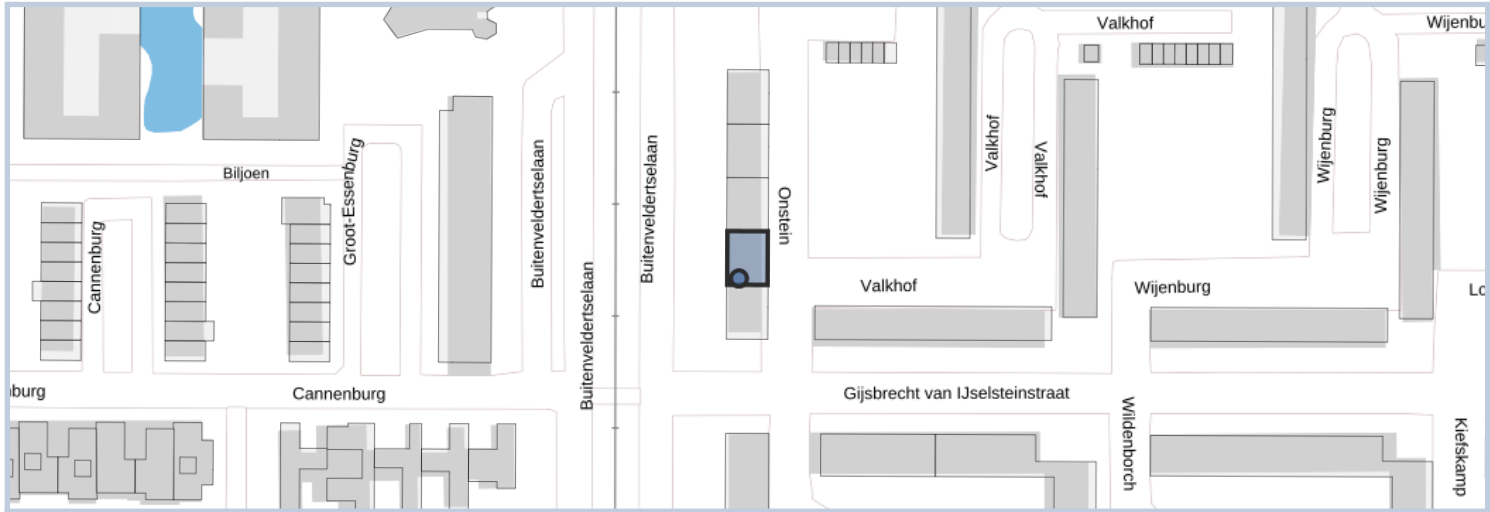 Valkhof
Wijenbu
Biljoen
Groot-Essenburg
Buitenveldertselaan
Buitenveldertselaan
Valkhof
Valkhof
Wijenburg
Wijenburg
Cannenburg
Onstein
Buitenveldertselaan
Valkhof
Wijenburg
Lo
nburg
Cannenburg
Gijsbrecht van IJselsteinstraat
Wildenborch
Kiefskamp